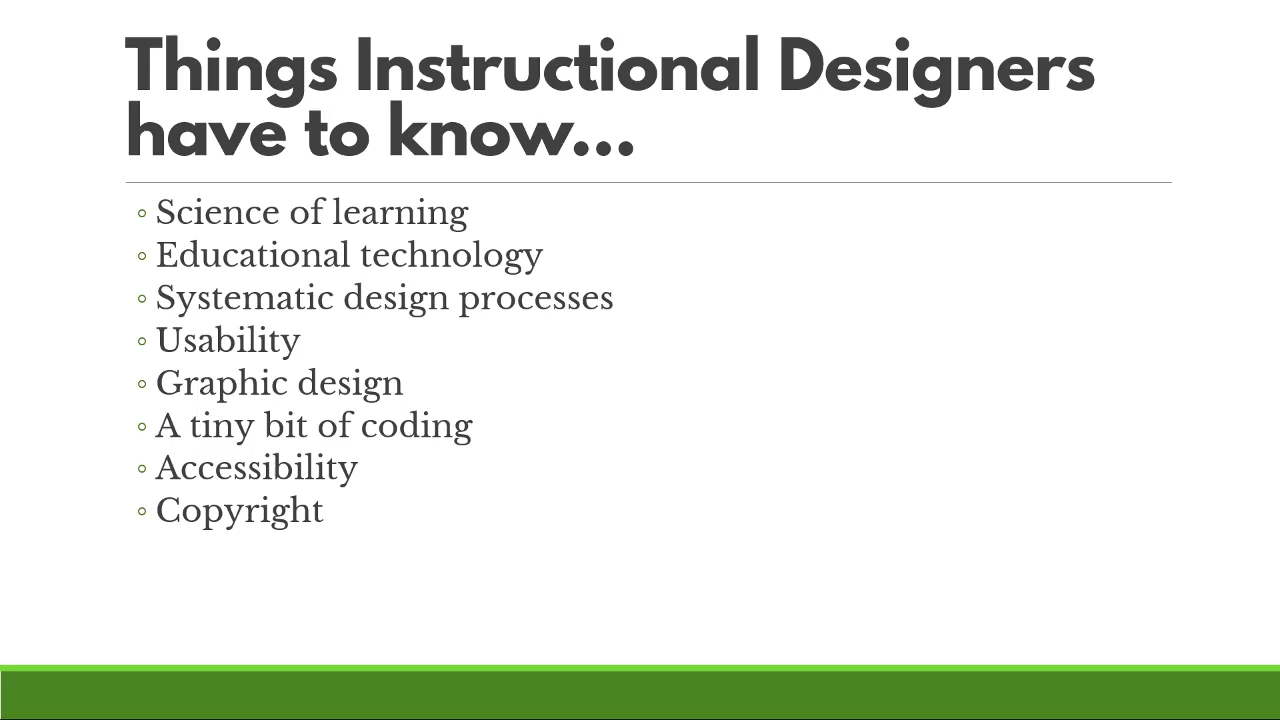 Things Instructional Designers
have to know...
◦ Science of learning
◦ Educational technology
◦ Systematic design processes
◦ Usability
◦ Graphic design
◦ A tiny bit of coding
◦ Accessibility
◦ Copyright